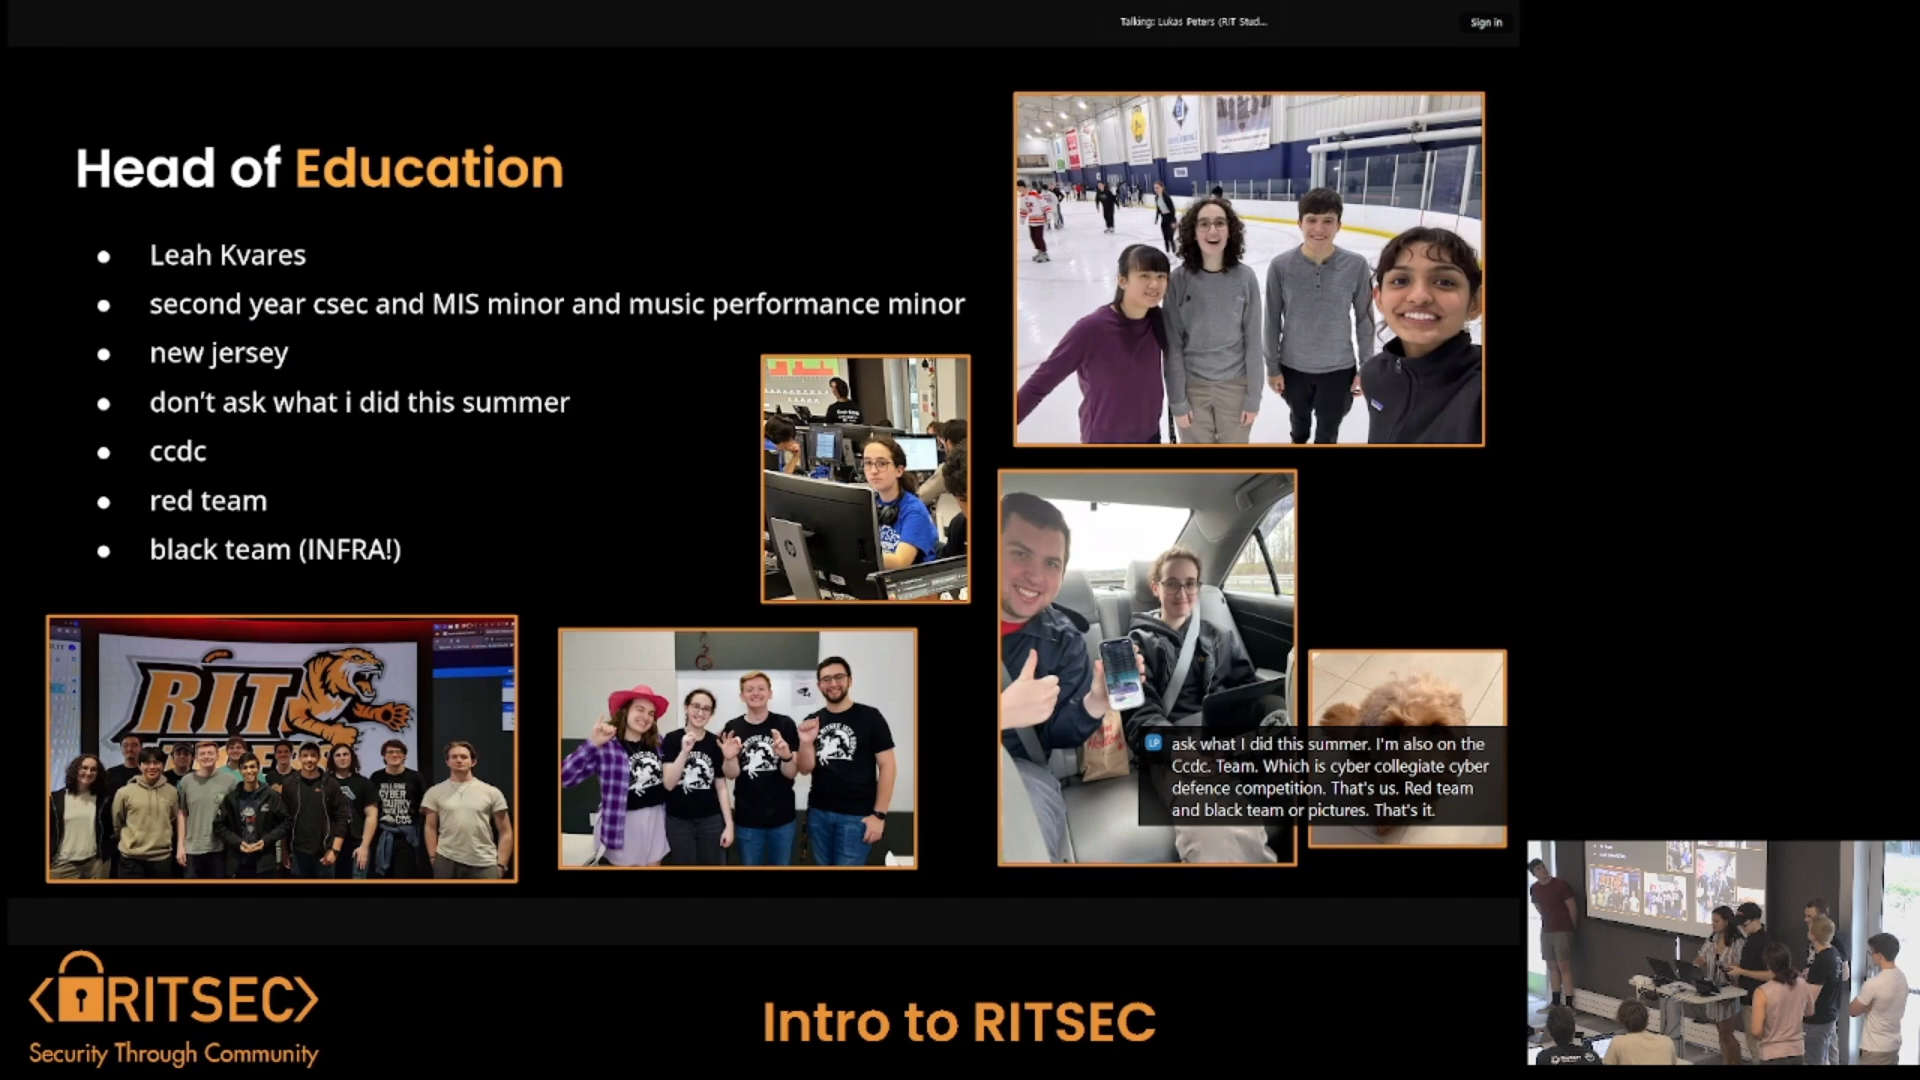 Talking: Lukas Peters (RIT Stud...
Sign in
Head of Education
Leah Kvares
second year csec and MIS minor and music performance minor
new jersey
don't ask what i did this summer
ccdc
red team
black team (INFRA!)
RIT
LP
ask what I did this summer. I'm also on the
Ccdc. Team. Which is cyber collegiate cyber
defence competition. That's us. Red team
and black team or pictures. That's it.
<RITSEC>
Security Through Community
Intro to RITSEC